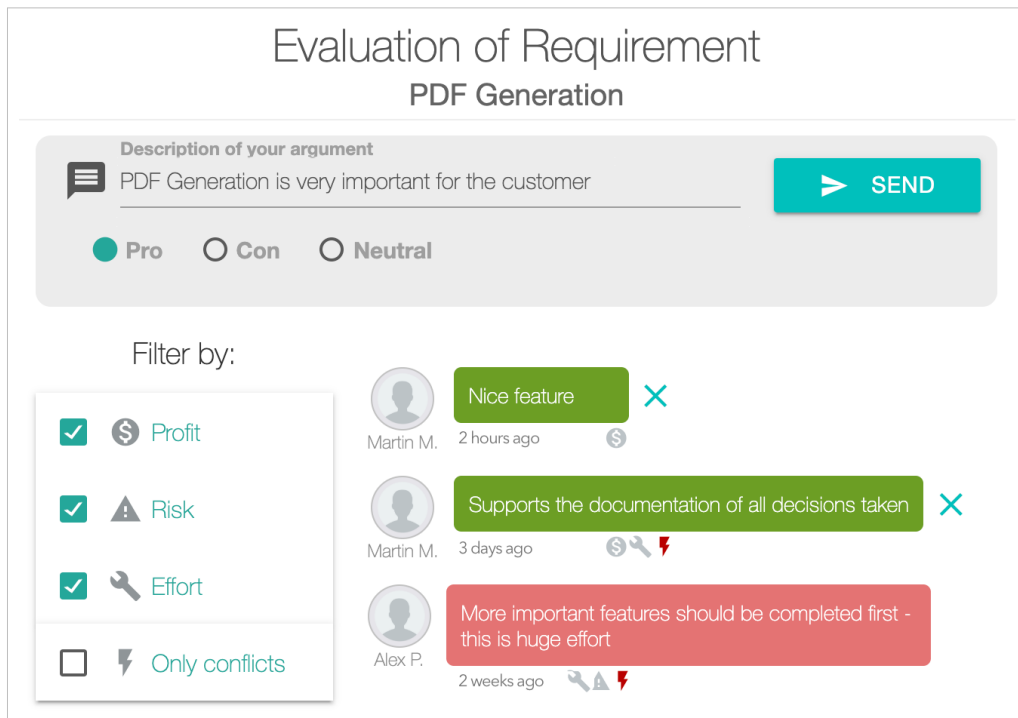 Evaluation of Requirement
PDF Generation
Description of your argument
PDF Generation is very important for the customer
SEND
Pro
Con
Neutral
Filter by:
Profit
Risk
Effort
Only conflicts
Nice feature
Martin M.
2 hours ago
Supports the documentation of all decisions taken
Martin M.
3 days ago
More important features should be completed first -
this is huge effort
Alex P.
2 weeks ago